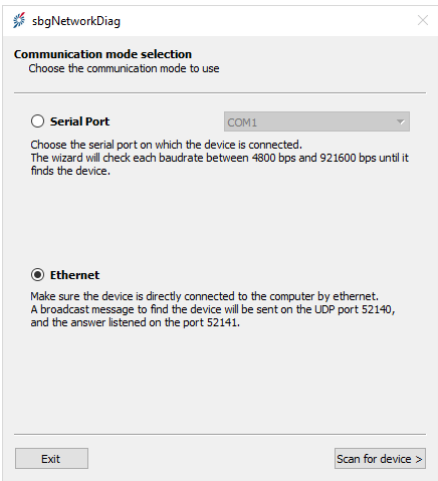 sbgNetworkDiag
Communication mode selection
Choose the communication mode to use
Serial Port
COM1
Choose the serial port on which the device is connected.
The wizard will check each baudrate between 4800 bps and 921600 bps until it
finds the device.
Ethernet
Make sure the device is directly connected to the computer by ethernet.
A broadcast message to find the device will be sent on the UDP port 52140,
and the answer listened on the port 52141.
Exit
Scan for device >